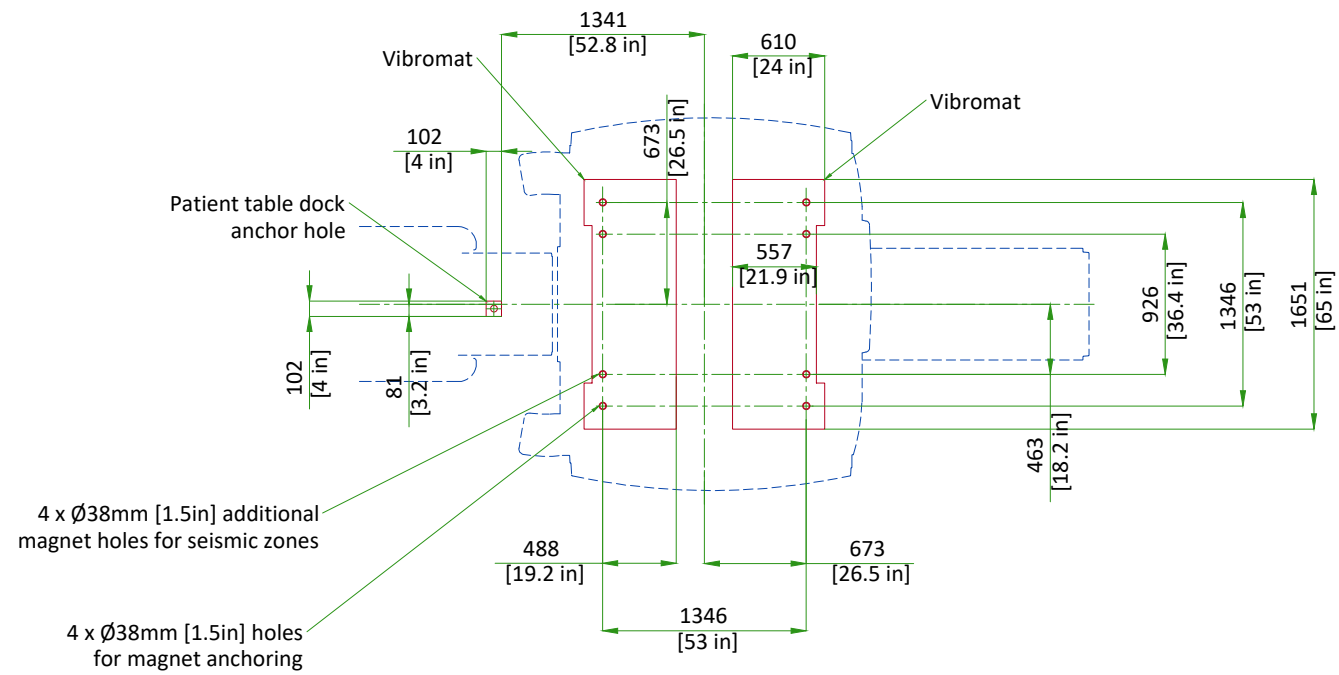 1341
[52.8 in]
610
[24 in]
Vibromat
Vibromat
102
[4 in]
673
[26.5 in]
Patient table dock
anchor hole
557
[21.9 in]
926
[36.4 in]
1346
[53 in]
1651
[65 in]
102
[4 in]
81
[3.2 in]
463
[18.2 in]
4 x Ø38mm [1.5in] additional
magnet holes for seismic zones
488
[19.2 in]
673
[26.5 in]
1346
[53 in]
4 x Ø38mm [1.5in] holes
for magnet anchoring